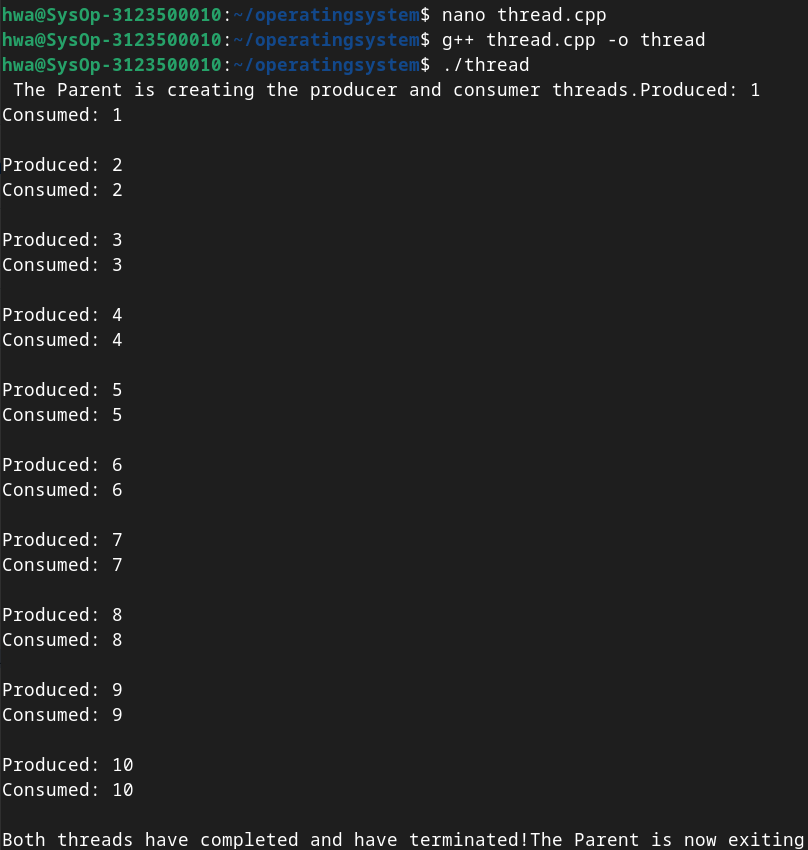 hwa@SysOp-3123500010:~/operatingsystem$ nano thread.cpp
hwa@SysOp-3123500010:~/operatingsystem$ g++ thread.cpp -o thread
hwa@SysOp-3123500010:~/operatingsystem$ ./thread
The Parent is creating the producer and consumer threads.Produced: 1
Consumed: 1
Produced: 2
Consumed: 2
Produced: 3
Consumed: 3
Produced: 4
Consumed: 4
Produced: 5
Consumed: 5
Produced: 6
Consumed: 6
Produced: 7
Consumed: 7
Produced: 8
Consumed: 8
Produced: 9
Consumed: 9
Produced: 10
Consumed: 10
Both threads have completed and have terminated!The Parent is now exiting